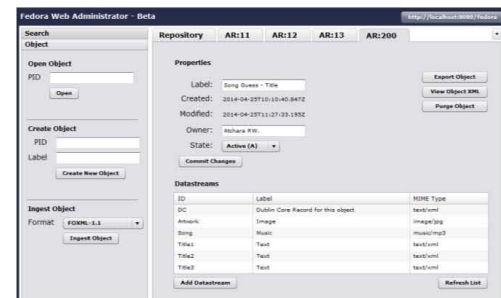 Fedora Web Administrator - Beta
http://localhost:8080/fedora
Search
Object
Open Object
PID
Open
Create Object
PID
Label
Create New Object
Ingest Object
Format FOXML-1.1
Ingest Object
Repository AR:11 AR:12 AR:13 AR:200
Properties
Label: Song Guess - Title
Created: 2014-04-25T10:10:40.847Z
Modified: 2014-04-25T11:27:33.195Z
Owner: RW.
State: Active (A)
Commit Changes
Export Object
View Object XML
Purge Object
Datastreams
ID Label MIME Type
DC Dublin Core Record for this object text/xml
Artwork Image image/jpg
Song Music music/mp3
Title1 Text text/xml
Title2 Text text/xml
Title3 Text text/xml
Add Datastream
Refresh List